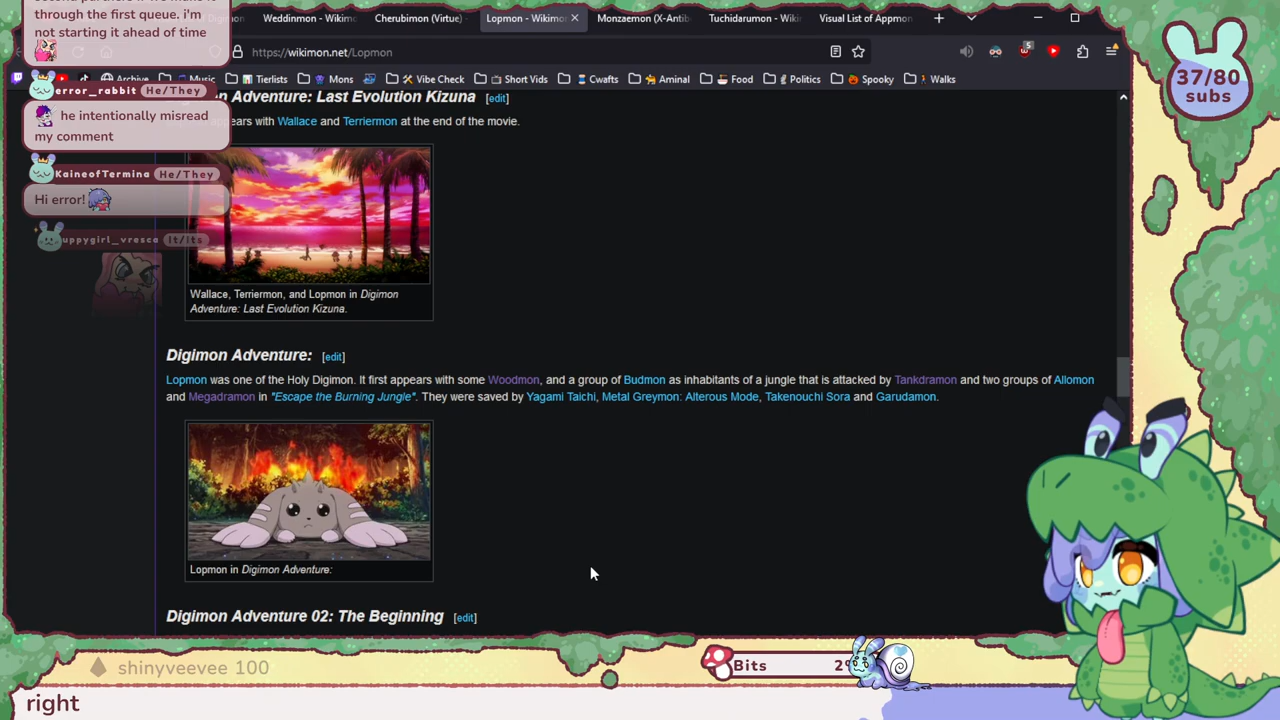 through the first queue. i'm
not starting it ahead of time
error_rabbit He/They
he intentionally misread
my comment
KaineofTermina He/They
Hi error!
uppygirl_vresca It/Its
Weddinmon - Wikim
Cherubimon (Virtue)
Lopmon - Wikimo
Monzaemon (X-Antib
Tuchidarumon - Wiki
Visual List of Appmon
https://wikimon.net/Lopmon
5
Archive
Music
Tierlists
Mons
Vibe Check
Short Vids
Cwafts
Aminal
Food
Politics
Spooky
Walks
n Adventure: Last Evolution Kizuna [edit]
ears with Wallace and Terriermon at the end of the movie.
Wallace, Terriermon, and Lopmon in Digimon
Adventure: Last Evolution Kizuna.
Digimon Adventure: [edit]
Lopmon was one of the Holy Digimon. It first appears with some Woodmon, and a group of Budmon as inhabitants of a jungle that is attacked by Tankdramon and two groups of Allomon
and Megadramon in "Escape the Burning Jungle". They were saved by Yagami Taichi, Metal Greymon: Alterous Mode, Takenouchi Sora and Garudamon.
Lopmon in Digimon Adventure:
Digimon Adventure 02: The Beginning [edit]
37/80
subs
shinyveevee 100
Bits
right